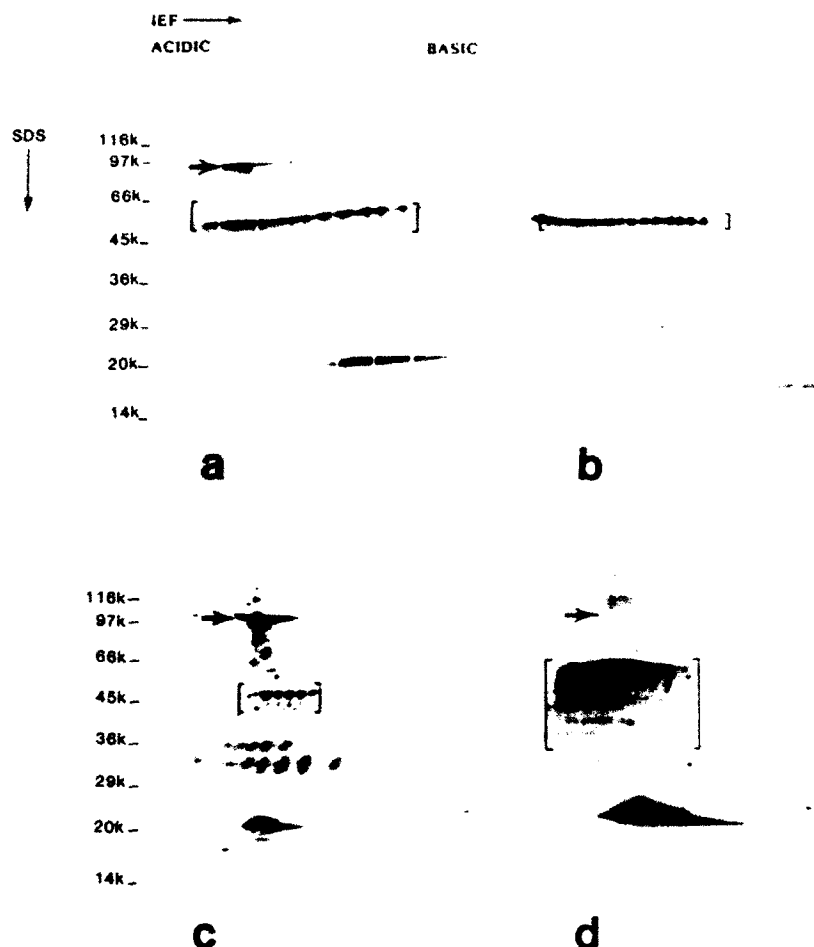 IEF
ACIDIC BASIC
SDS
116k
97k
66k
45k
36k
29k
20k
14k
a b
116k
97k
66k
45k
36k
29k
20k
14k
c d